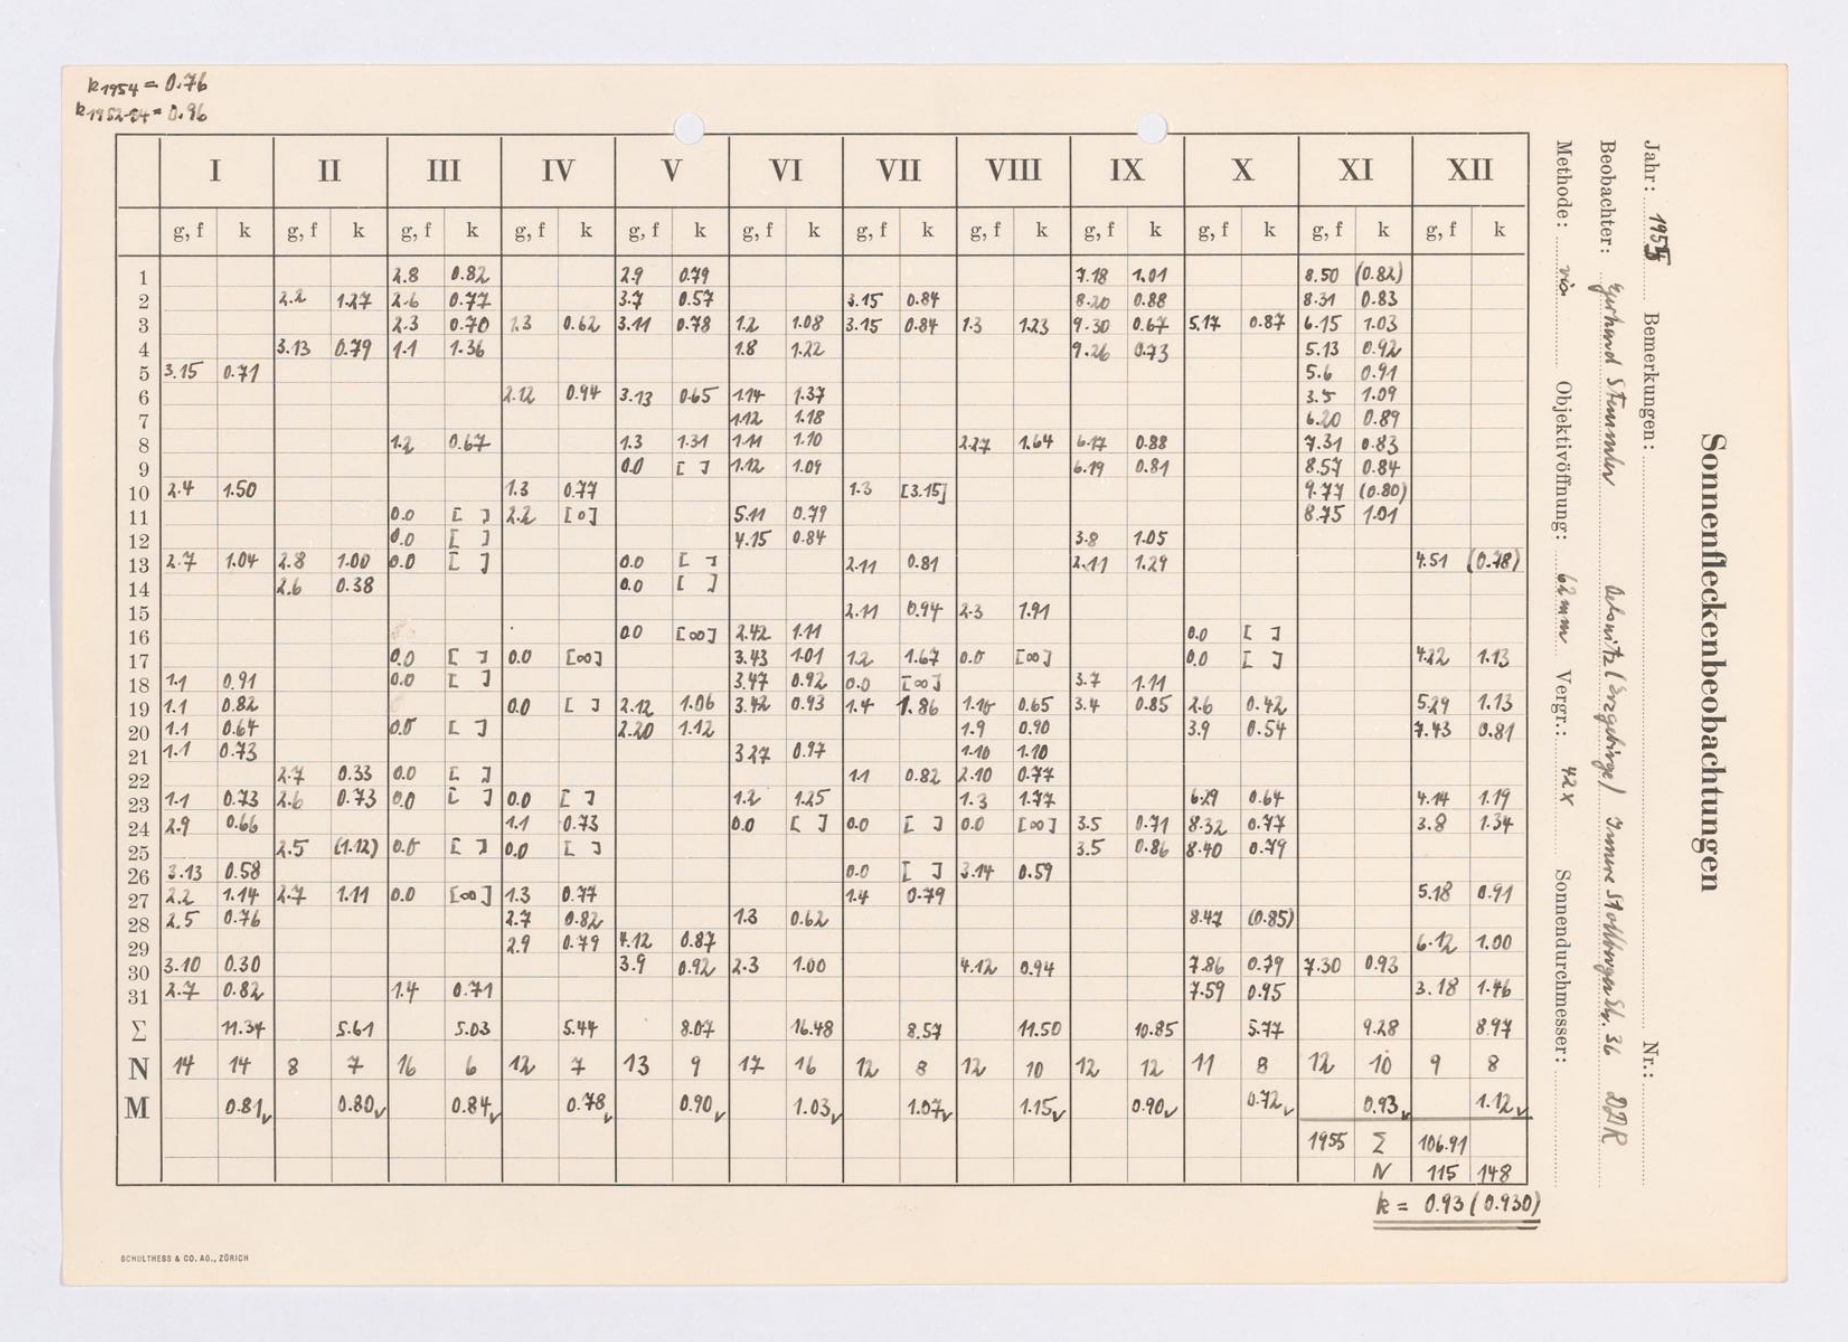 k1954 = 0.76
k1952-54 = 0.96
I II III IV V VI VII VIII IX X XI XII
g, f k g, f k g, f k g, f k g, f k g, f k g, f k g, f k g, f k g, f k g, f k g, f k
1 2.8 0.82 2.9 0.79 7.18 1.01 8.50 (0.82)
2 2.2 1.27 2.6 0.77 3.7 0.57 3.15 0.84 8.20 0.88 8.31 0.83
3 2.3 0.70 1.3 0.62 3.11 0.78 1.2 1.08 3.15 0.84 1.3 1.23 9.30 0.67 5.17 0.87 6.15 1.03
4 3.13 0.79 1.1 1.36 1.8 1.22 9.26 0.73 5.13 0.92
5 3.15 0.71 5.6 0.91
6 2.12 0.94 3.13 0.65 1.14 1.37 3.5 1.09
7 1.12 1.18 6.20 0.89
8 1.2 0.67 1.3 1.31 1.11 1.10 2.27 1.64 6.17 0.88 7.31 0.83
9 0.0 [ ] 1.12 1.09 6.19 0.81 8.57 0.84
10 2.4 1.50 1.3 0.77 1.3 [3.15] 9.77 (0.80)
11 0.0 [ ] 2.2 [0] 5.11 0.79 8.75 1.01
12 0.0 [ ] 4.15 0.84 3.8 1.05
13 2.7 1.04 2.8 1.00 0.0 [ ] 0.0 [ ] 2.11 0.81 2.11 1.29 4.51 (0.78)
14 2.6 0.38 0.0 [ ]
15 2.11 0.94 2.3 1.91
16 0.0 [∞] 2.42 1.11 0.0 [ ]
17 0.0 [ ] 0.0 [∞] 3.43 1.01 1.2 1.67 0.0 [∞] 0.0 [ ] 4.22 1.13
18 1.1 0.91 0.0 [ ] 3.47 0.92 0.0 [∞] 3.7 1.11
19 1.1 0.82 0.0 [ ] 2.12 1.06 3.42 0.93 1.4 1.86 0.65 3.4 0.85 2.6 0.42 5.29 1.13
20 1.1 0.64 0.0 [ ] 2.20 1.12 1.9 0.90 3.9 0.54 7.43 0.81
21 1.1 0.73 3.27 0.97 1.10 1.10
22 2.7 0.33 0.0 [ ] 1.1 0.82 2.10 0.77
23 1.1 0.73 2.6 0.73 0.0 [ ] 0.0 [ ] 1.2 1.25 1.3 1.77 6.29 0.64 4.14 1.19
24 2.9 0.66 1.1 0.73 0.0 [ ] 0.0 [ ] 0.0 [∞] 3.5 0.71 8.32 0.77 3.8 1.34
25 2.5 (1.12) 0.0 [ ] 0.0 [ ] 3.5 0.86 8.40 0.79
26 3.13 0.58 0.0 [ ] 3.14 0.59
27 2.2 1.14 2.7 1.11 0.0 [∞] 1.3 0.77 1.4 0.79 5.18 0.91
28 2.5 0.76 2.7 0.82 1.3 0.62 8.47 (0.85)
29 2.9 0.79 4.12 0.87 6.12 1.00
30 3.10 0.30 3.9 0.92 2.3 1.00 4.12 0.94 7.86 0.79 7.30 0.93
31 2.7 0.82 1.4 0.71 7.59 0.95 3.18 1.46
Σ 11.34 5.61 5.03 5.44 8.07 16.48 8.57 11.50 10.85 5.77 9.28 8.97
N 14 14 8 7 16 6 12 7 13 9 17 16 12 8 12 10 12 12 11 8 12 10 9 8
M 0.81✓ 0.80✓ 0.84✓ 0.78✓ 0.90✓ 1.03✓ 1.07✓ 1.15✓ 0.90✓ 0.72✓ 0.93✓ 1.12✓
1955 Σ 106.91
N 115 148
k = 0.93 (0.930)
SCHULTHESS & CO. AG., ZÜRICH
Sonnenfleckenbeobachtungen
Jahr: 1955 Bemerkungen: Nr.:
Beobachter: Gerhard Stemmler (Erzgebirge) Innere Stollbergerstr. 36 DDR
Methode: vis. Objektivöffnung: 62mm Vergr.: 42x Sonnendurchmesser: